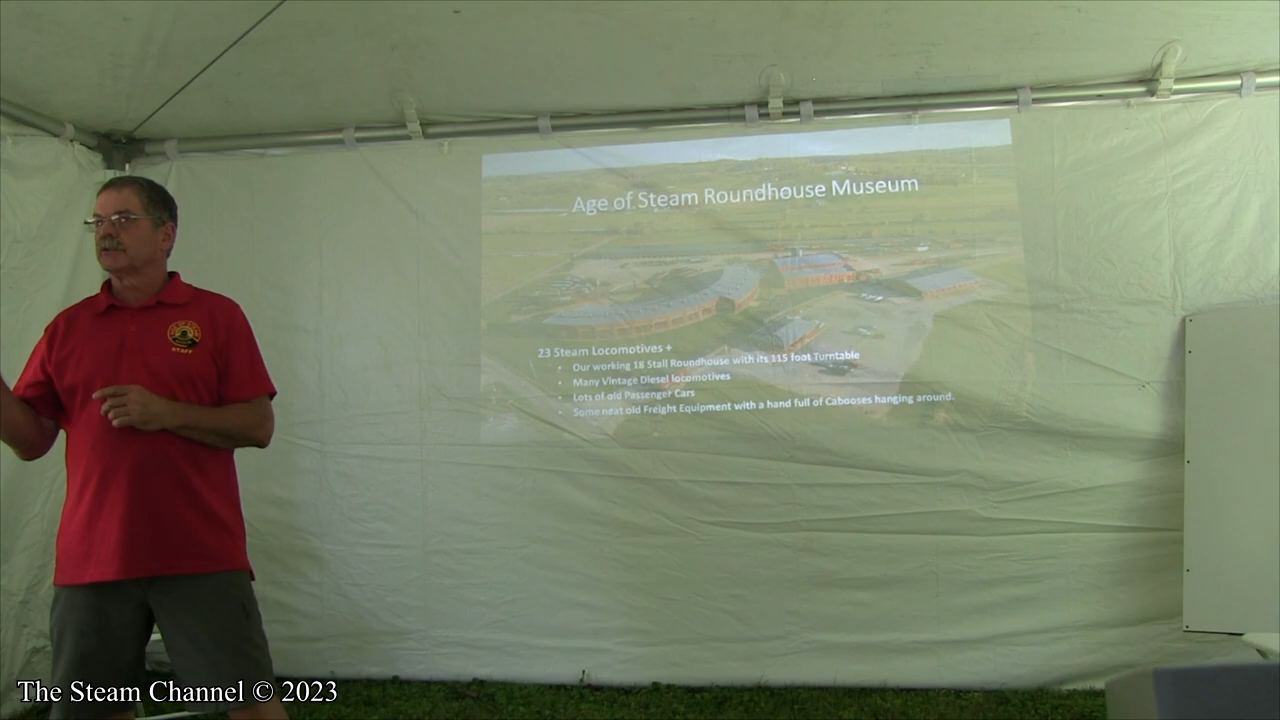 Age of Steam Roundhouse Museum
23 Steam Locomotives +
• Our working 18 Stall Roundhouse with its 115 foot Turntable
• Many Vintage Diesel locomotives
• Lots of old Passenger Cars
• Some neat old Freight Equipment with a hand full of Cabooses hanging around.
STAFF
The Steam Channel © 2023